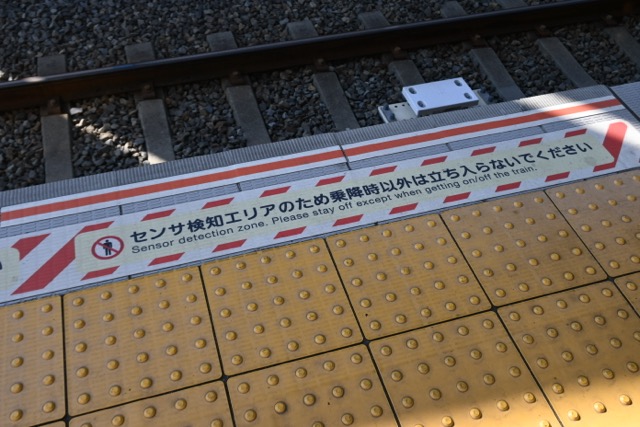 センサ検知エリアのため乗降時以外は立ち入らないでください
Sensor detection zone. Please stay off except when getting on/off the train.